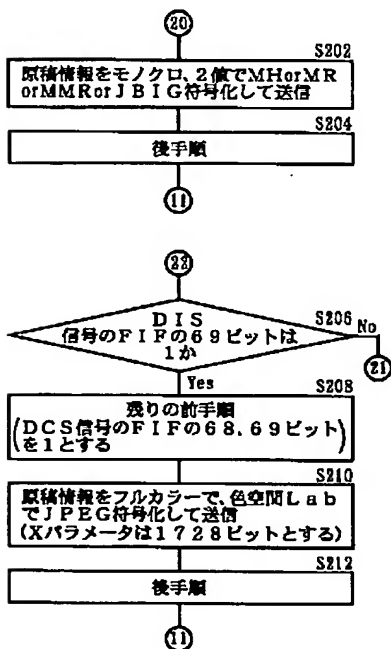 20
S202
原稿情報をモノクロ、2値でMHorMR
orMMRorJBIG符号化して送信
S204
後手順
11
22
DIS
S206
信号のFIFの69ビットは
1か
No
21
Yes
S208
残りの前手順
(DCS信号のFIFの68.69ビット)
を1とする
S210
原稿情報をフルカラーで、色空間Lab
でJPEG符号化して送信
(Xパラメータは1728ビットとする)
S212
後手順
11